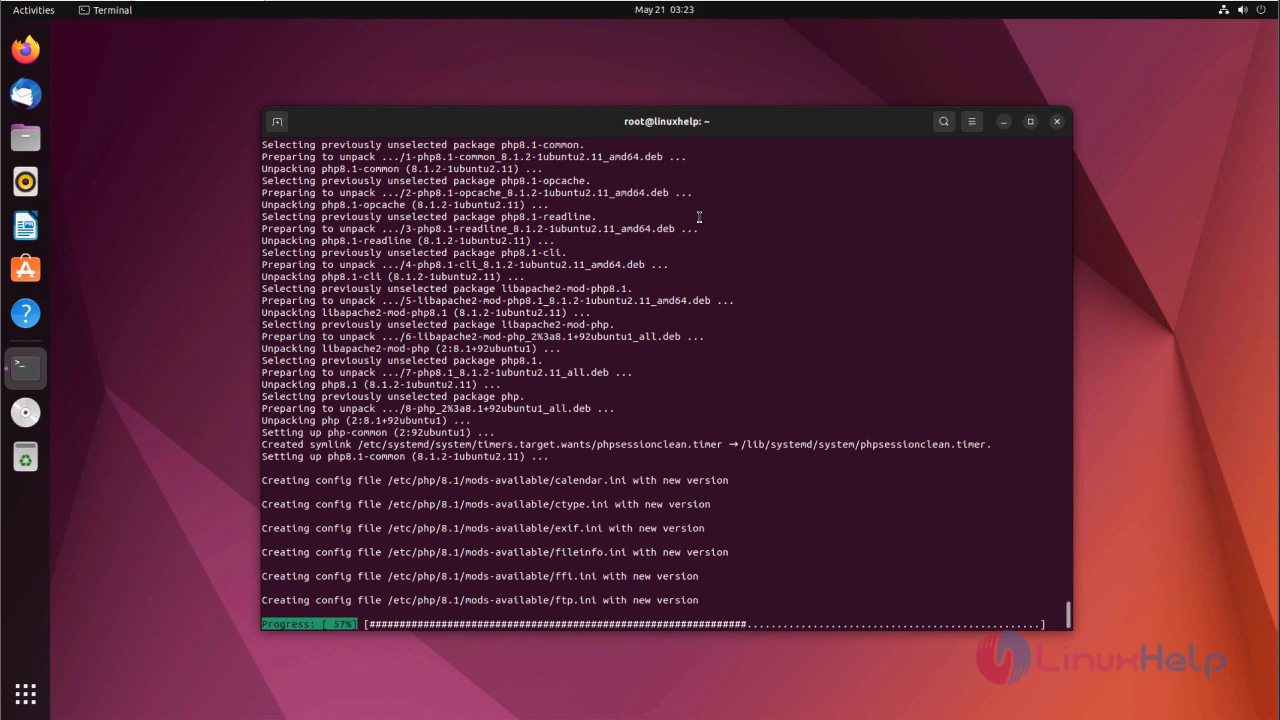 Activities
Terminal
May 21 03:23
root@linuxhelp: ~
Selecting previously unselected package php8.1-common.
Preparing to unpack .../1-php8.1-common_8.1.2-1ubuntu2.11_amd64.deb ...
Unpacking php8.1-common (8.1.2-1ubuntu2.11) ...
Selecting previously unselected package php8.1-opcache.
Preparing to unpack .../2-php8.1-opcache_8.1.2-1ubuntu2.11_amd64.deb ...
Unpacking php8.1-opcache (8.1.2-1ubuntu2.11) ...
Selecting previously unselected package php8.1-readline.
Preparing to unpack .../3-php8.1-readline_8.1.2-1ubuntu2.11_amd64.deb ...
Unpacking php8.1-readline (8.1.2-1ubuntu2.11) ...
Selecting previously unselected package php8.1-cli.
Preparing to unpack .../4-php8.1-cli_8.1.2-1ubuntu2.11_amd64.deb ...
Unpacking php8.1-cli (8.1.2-1ubuntu2.11) ...
Selecting previously unselected package libapache2-mod-php8.1.
Preparing to unpack .../5-libapache2-mod-php8.1_8.1.2-1ubuntu2.11_amd64.deb ...
Unpacking libapache2-mod-php8.1 (8.1.2-1ubuntu2.11) ...
Selecting previously unselected package libapache2-mod-php.
Preparing to unpack .../6-libapache2-mod-php_2%3a8.1+92ubuntu1_all.deb ...
Unpacking libapache2-mod-php (2:8.1+92ubuntu1) ...
Selecting previously unselected package php8.1.
Preparing to unpack .../7-php8.1_8.1.2-1ubuntu2.11_all.deb ...
Unpacking php8.1 (8.1.2-1ubuntu2.11) ...
Selecting previously unselected package php.
Preparing to unpack .../8-php_2%3a8.1+92ubuntu1_all.deb ...
Unpacking php (2:8.1+92ubuntu1) ...
Setting up php-common (2:92ubuntu1) ...
Created symlink /etc/systemd/system/timers.target.wants/phpsessionclean.timer → /lib/systemd/system/phpsessionclean.timer.
Setting up php8.1-common (8.1.2-1ubuntu2.11) ...
Creating config file /etc/php/8.1/mods-available/calendar.ini with new version
Creating config file /etc/php/8.1/mods-available/ctype.ini with new version
Creating config file /etc/php/8.1/mods-available/exif.ini with new version
Creating config file /etc/php/8.1/mods-available/fileinfo.ini with new version
Creating config file /etc/php/8.1/mods-available/ffi.ini with new version
Creating config file /etc/php/8.1/mods-available/ftp.ini with new version
Progress: [ 57%] [###############################################################.................................................]
LinuxHelp